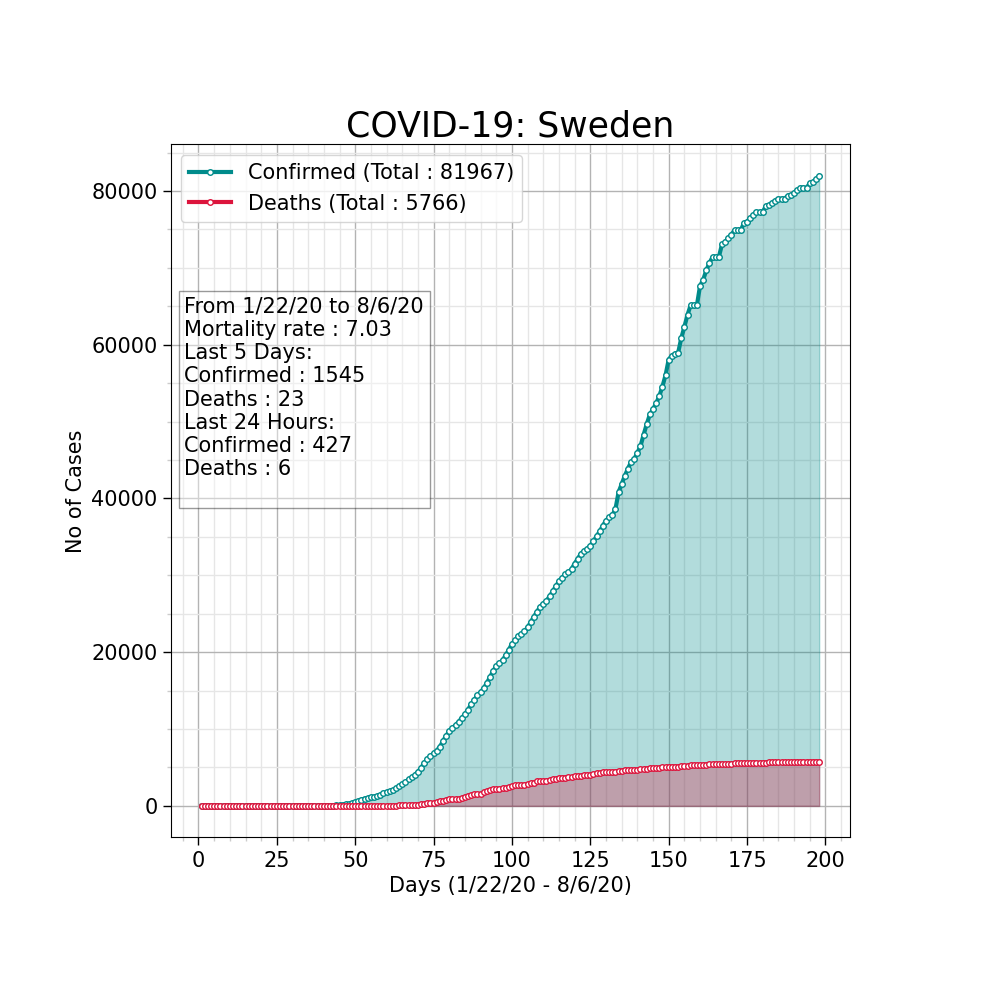 COVID-19: Sweden
Confirmed (Total : 81967)
Deaths (Total : 5766)
From 1/22/20 to 8/6/20
Mortality rate : 7.03
Last 5 Days:
Confirmed : 1545
Deaths : 23
Last 24 Hours:
Confirmed : 427
Deaths : 6
No of Cases
80000
60000
40000
20000
0
0 25 50 75 100 125 150 175 200
Days (1/22/20 - 8/6/20)